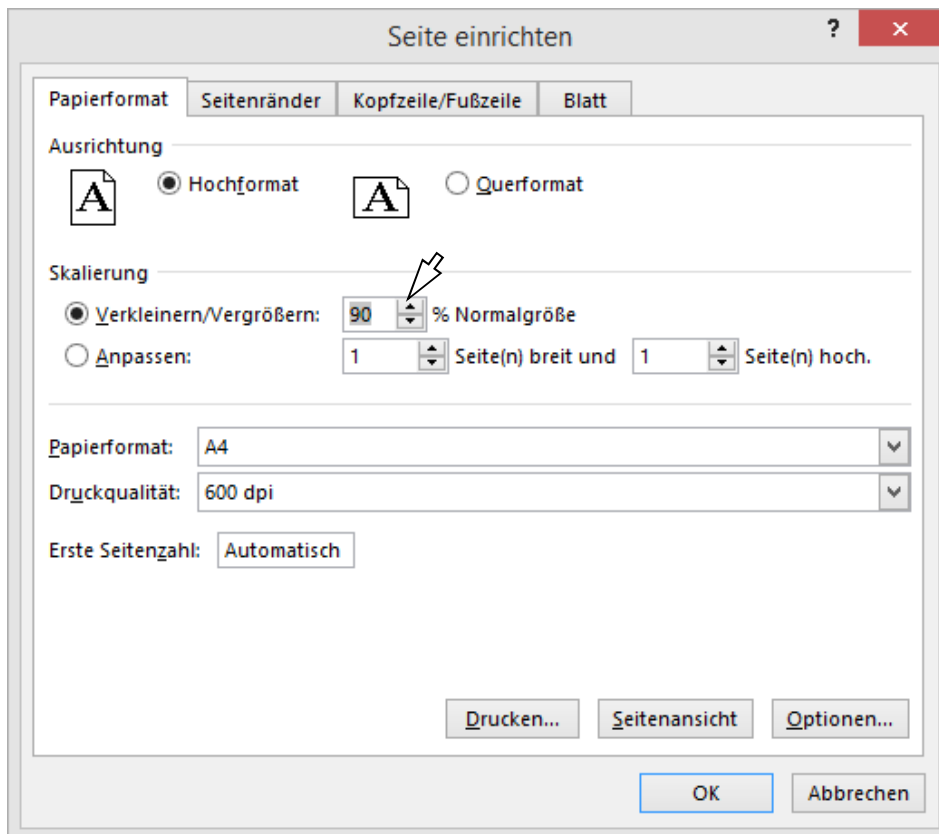 Seite einrichten ?
Papierformat Seitenränder Kopfzeile/Fußzeile Blatt
Ausrichtung
A Hochformat A Querformat
Skalierung
Verkleinern/Vergrößern: 90 % Normalgröße
Anpassen: 1 Seite(n) breit und 1 Seite(n) hoch.
Papierformat: A4
Druckqualität: 600 dpi
Erste Seitenzahl: Automatisch
Drucken... Seitenansicht Optionen...
OK Abbrechen